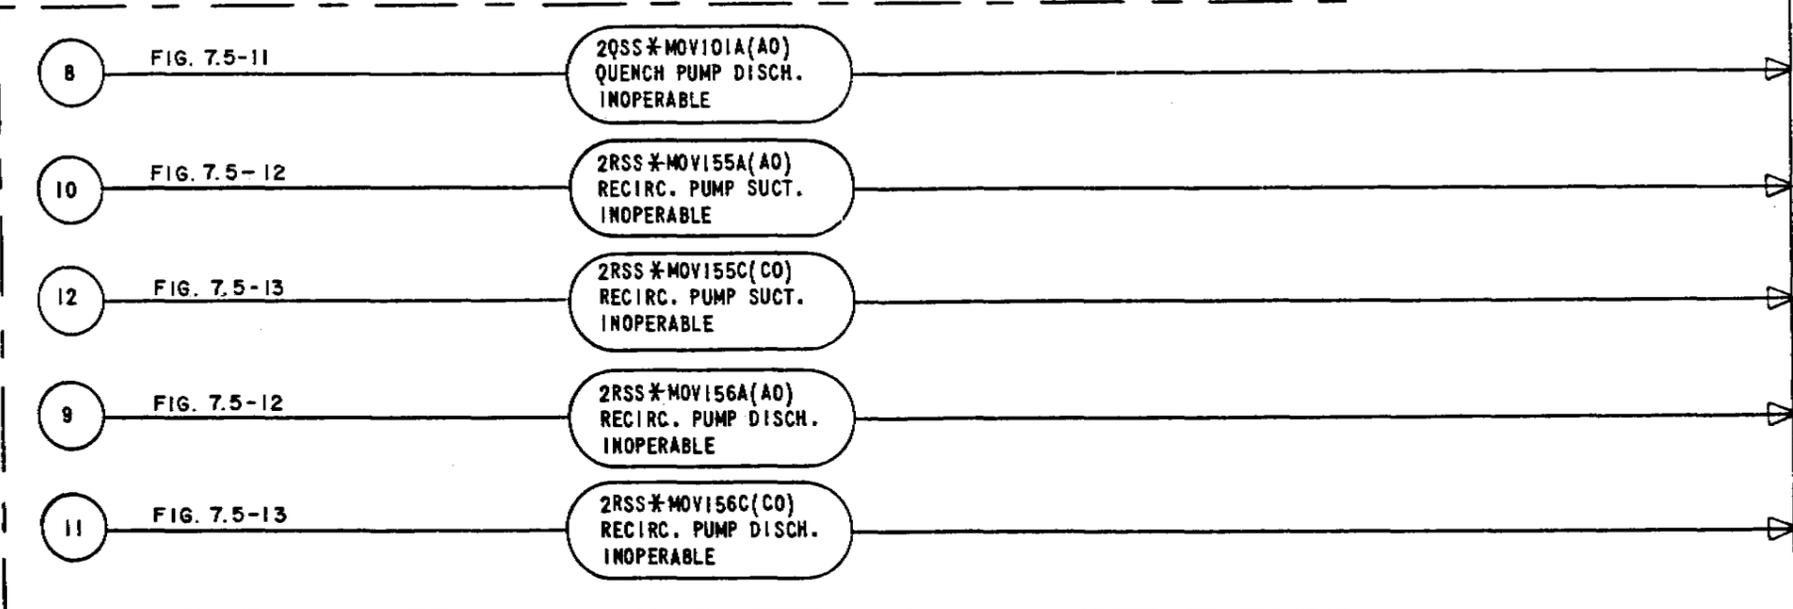 8 FIG. 7.5-11
2QSS*MOV101A(AO)
QUENCH PUMP DISCH.
INOPERABLE
10 FIG. 7.5-12
2RSS*MOV155A(AO)
RECIRC. PUMP SUCT.
INOPERABLE
12 FIG. 7.5-13
2RSS*MOV155C(CO)
RECIRC. PUMP SUCT.
INOPERABLE
9 FIG. 7.5-12
2RSS*MOV156A(AO)
RECIRC. PUMP DISCH.
INOPERABLE
11 FIG. 7.5-13
2RSS*MOV156C(CO)
RECIRC. PUMP DISCH.
INOPERABLE